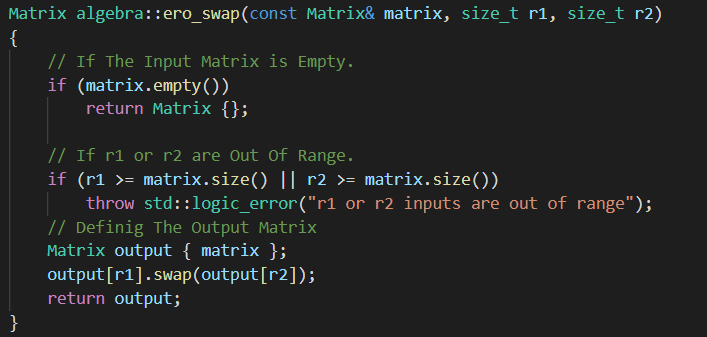 Matrix algebra::ero_swap(const Matrix& matrix, size_t r1, size_t r2)
{
    // If The Input Matrix is Empty.
    if (matrix.empty())
        return Matrix {};

    // If r1 or r2 are Out Of Range.
    if (r1 >= matrix.size() || r2 >= matrix.size())
        throw std::logic_error("r1 or r2 inputs are out of range");
    // Definig The Output Matrix
    Matrix output { matrix };
    output[r1].swap(output[r2]);
    return output;
}